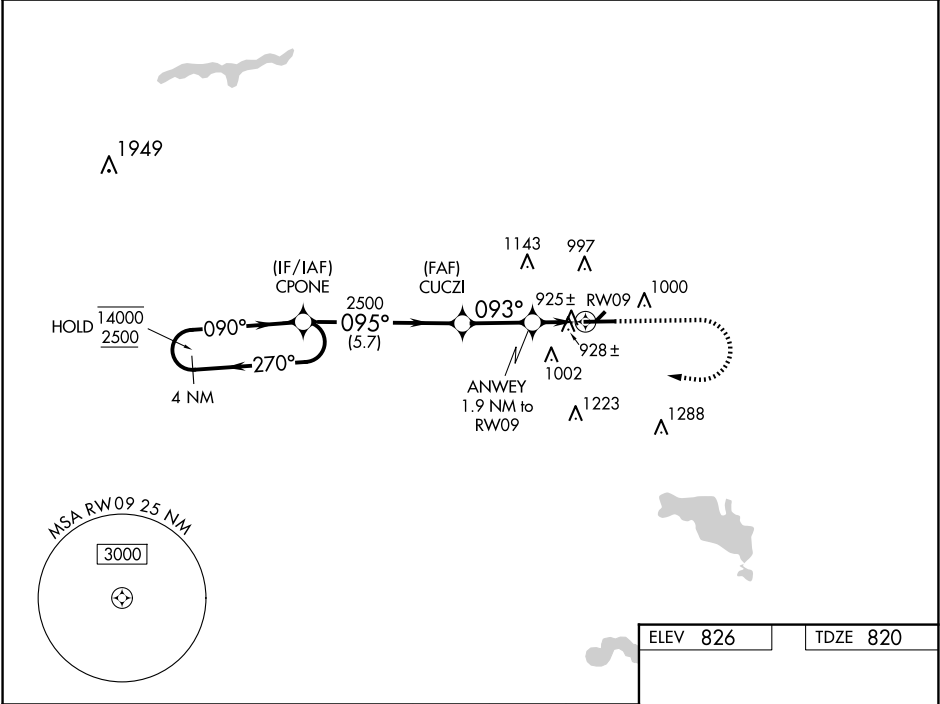 1949
1143
997
(IF/IAF)
CPONE
(FAF)
CUCZI
925±
RW09
1000
HOLD 14000
2500
090°
2500
095°
(5.7)
093°
928±
270°
1002
4 NM
ANWEY
1.9 NM to
RW09
1223
1288
MSA RW09 25 NM
3000
ELEV 826
TDZE 820